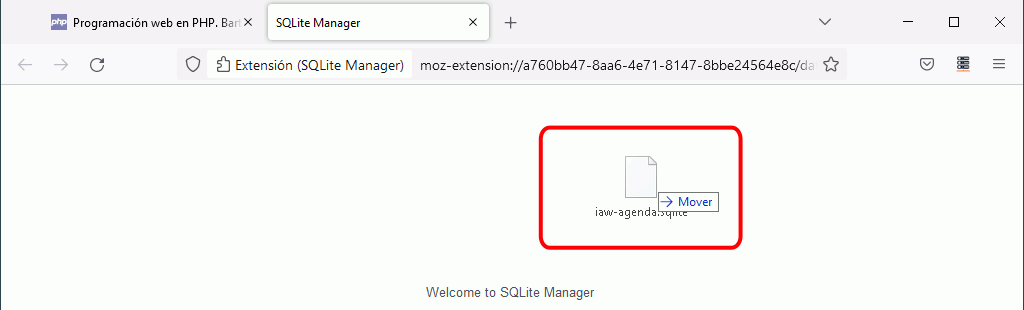 php Programación web en PHP. Bar
SQLite Manager
Extensión (SQLite Manager)
moz-extension://a760bb47-8aa6-4e71-8147-8bbe24564e8c/da
Mover
iaw-agenda.sqlite
Welcome to SQLite Manager